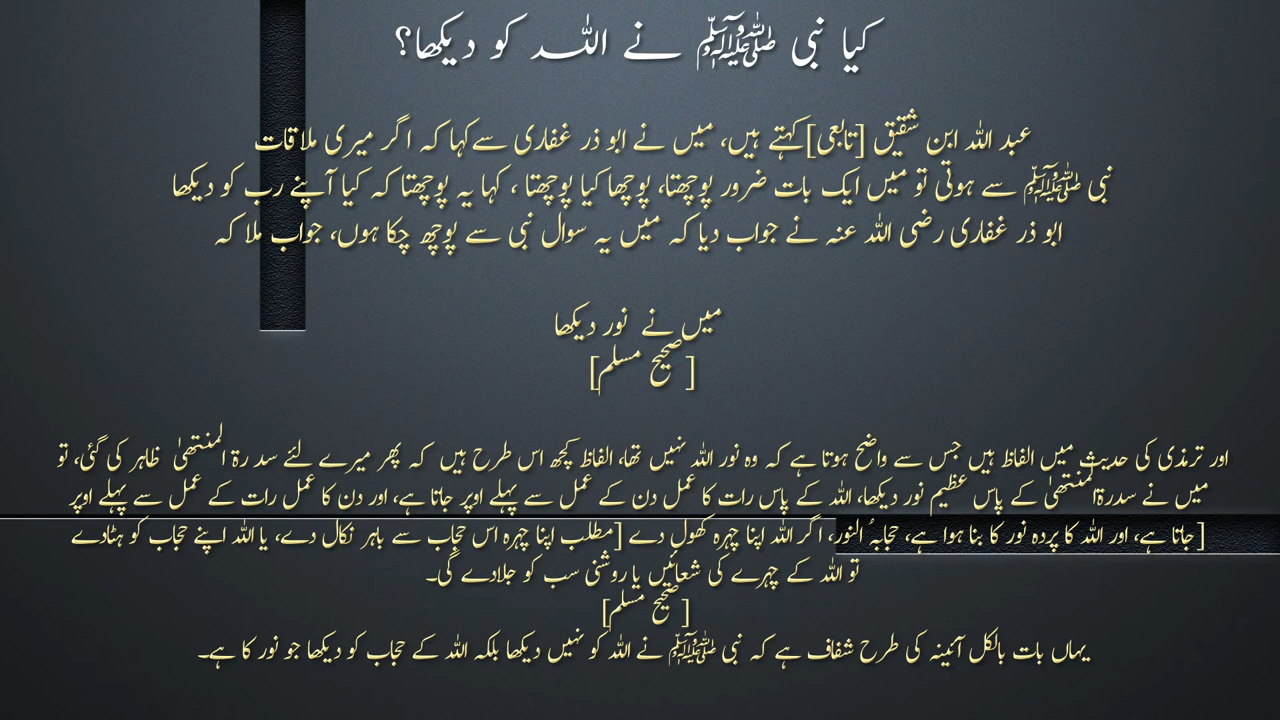 کیا نبی ﷺ نے اللہ کو دیکھا؟
عبد اللہ ابن شقیق [تابعی] کہتے ہیں، میں نے ابو ذر غفاری سے کہا کہ اگر میری ملاقات
نبی ﷺ سے ہوتی تو میں ایک بات ضرور پوچھتا، پوچھا کیا پوچھتا ، کہا یہ پوچھتا کہ کیا آپنے رب کو دیکھا
ابو ذر غفاری رضی اللہ عنہ نے جواب دیا کہ میں یہ سوال نبی سے پوچھ چکا ہوں، جواب ملا کہ
میں نے نور دیکھا
[صحیح مسلم]
اور ترمذی کی حدیث میں الفاظ ہیں جس سے واضح ہوتا ہے کہ وہ نور اللہ نہیں تھا، الفاظ کچھ اس طرح ہیں کہ پھر میرے لئے سد رۃ المنتھیٰ ظاہر کی گئی، تو
میں نے سدرۃالمنتھیٰ کے پاس عظیم نور دیکھا، اللہ کے پاس رات کا عمل دن کے عمل سے پہلے اوپر جاتا ہے، اور دن کا عمل رات کے عمل سے پہلے اوپر
جاتا ہے، اور اللہ کا پردہ نور کا بنا ہوا ہے، حجابہُ النور، اگر اللہ اپنا چہرہ کھول دے [مطلب اپنا چہرہ اس حجاب سے باہر نکال دے، یا اللہ اپنے حجاب کو ہٹادے]
تو اللہ کے چہرے کی شعائیں یا روشنی سب کو جلادے گی۔
[صحیح مسلم]
یہاں بات بالکل آئینہ کی طرح شفاف ہے کہ نبی ﷺ نے اللہ کو نہیں دیکھا بلکہ اللہ کے حجاب کو دیکھا جو نور کا ہے۔